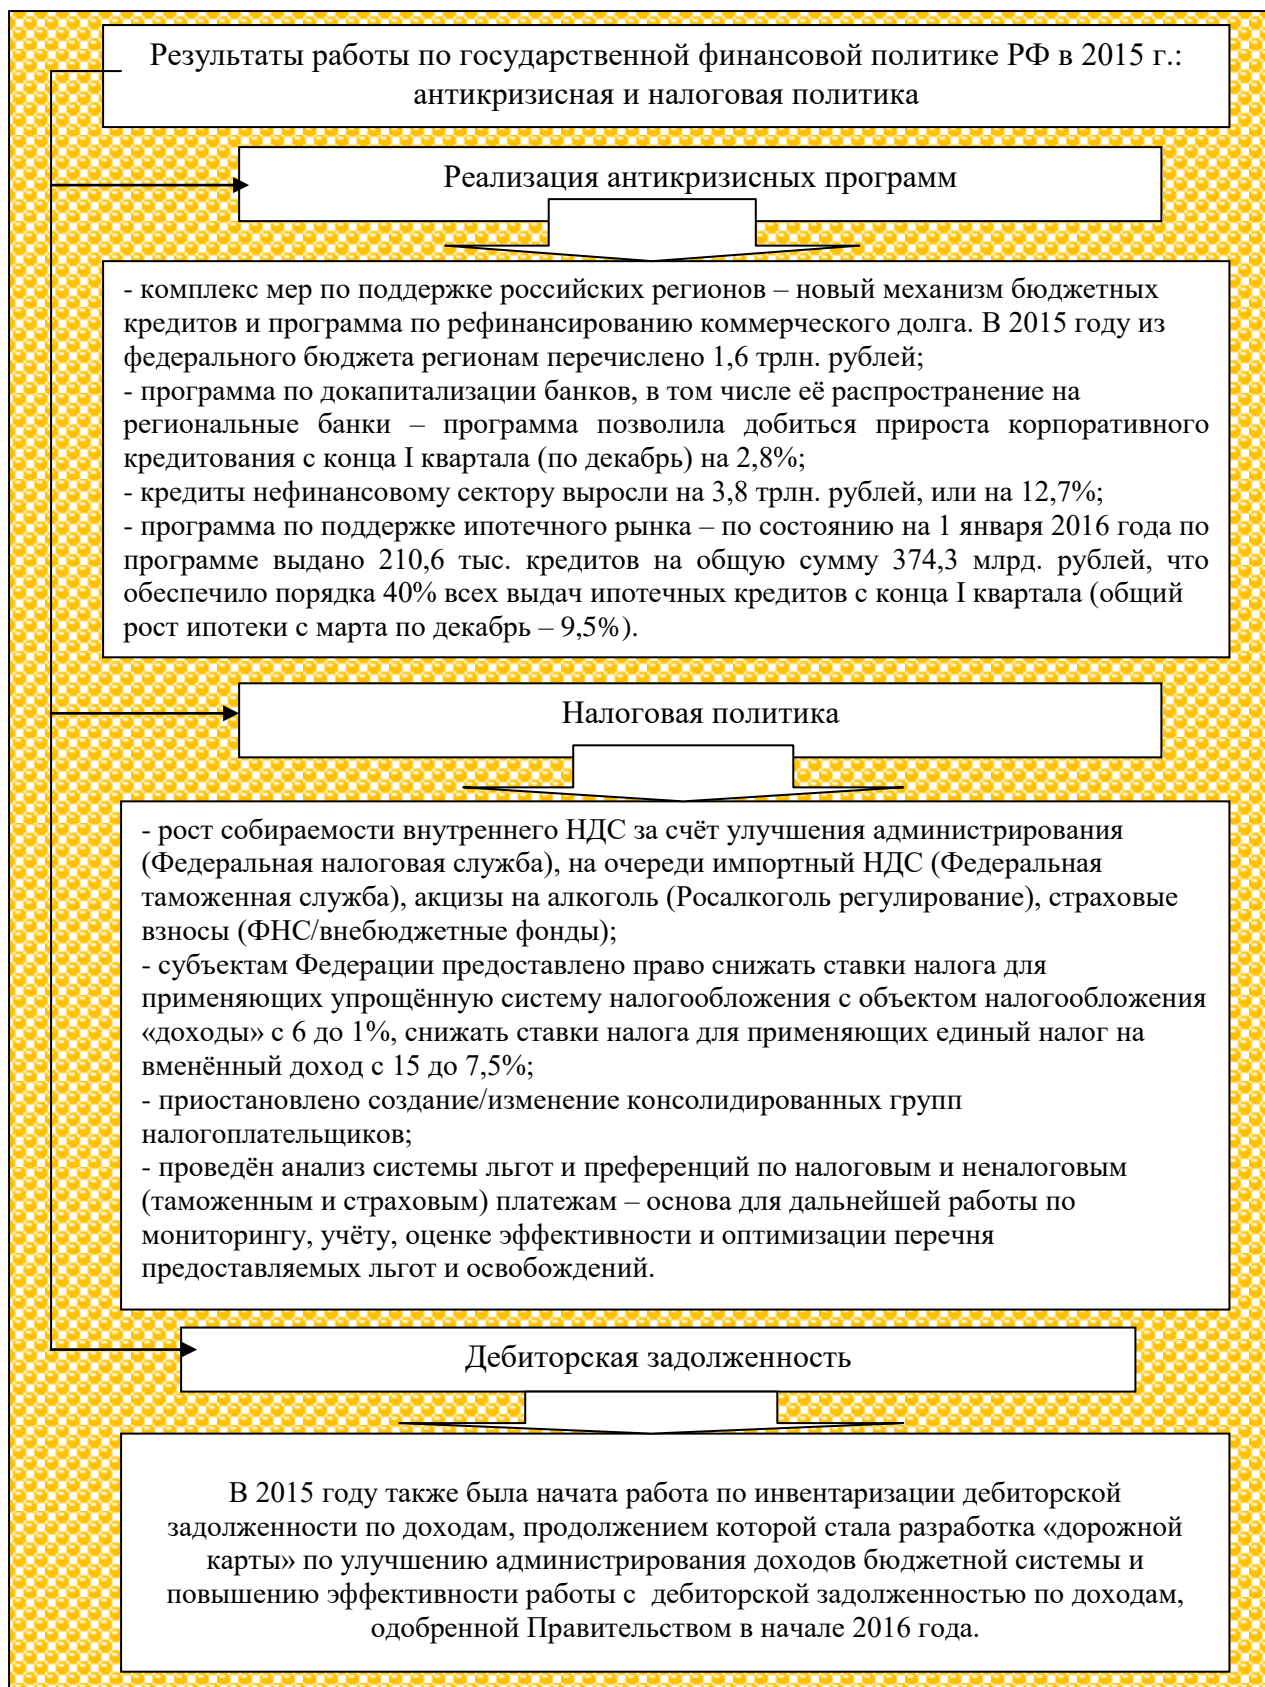 Результаты работы по государственной финансовой политике РФ в 2015 г.:
антикризисная и налоговая политика
Реализация антикризисных программ
- комплекс мер по поддержке российских регионов – новый механизм бюджетных
кредитов и программа по рефинансированию коммерческого долга. В 2015 году из
федерального бюджета регионам перечислено 1,6 трлн. рублей;
- программа по докапитализации банков, в том числе её распространение на
региональные банки – программа позволила добиться прироста корпоративного
кредитования с конца I квартала (по декабрь) на 2,8%;
- кредиты нефинансовому сектору выросли на 3,8 трлн. рублей, или на 12,7%;
- программа по поддержке ипотечного рынка – по состоянию на 1 января 2016 года по
программе выдано 210,6 тыс. кредитов на общую сумму 374,3 млрд. рублей, что
обеспечило порядка 40% всех выдач ипотечных кредитов с конца I квартала (общий
рост ипотеки с марта по декабрь – 9,5%).
Налоговая политика
- рост собираемости внутреннего НДС за счёт улучшения администрирования
(Федеральная налоговая служба), на очереди импортный НДС (Федеральная
таможенная служба), акцизы на алкоголь (Росалкоголь регулирование), страховые
взносы (ФНС/внебюджетные фонды);
- субъектам Федерации предоставлено право снижать ставки налога для
применяющих упрощённую систему налогообложения с объектом налогообложения
«доходы» с 6 до 1%, снижать ставки налога для применяющих единый налог на
вменённый доход с 15 до 7,5%;
- приостановлено создание/изменение консолидированных групп
налогоплательщиков;
- проведён анализ системы льгот и преференций по налоговым и неналоговым
(таможенным и страховым) платежам – основа для дальнейшей работы по
мониторингу, учёту, оценке эффективности и оптимизации перечня
предоставляемых льгот и освобождений.
Дебиторская задолженность
В 2015 году также была начата работа по инвентаризации дебиторской
задолженности по доходам, продолжением которой стала разработка «дорожной
карты» по улучшению администрирования доходов бюджетной системы и
повышению эффективности работы с дебиторской задолженностью по доходам,
одобренной Правительством в начале 2016 года.